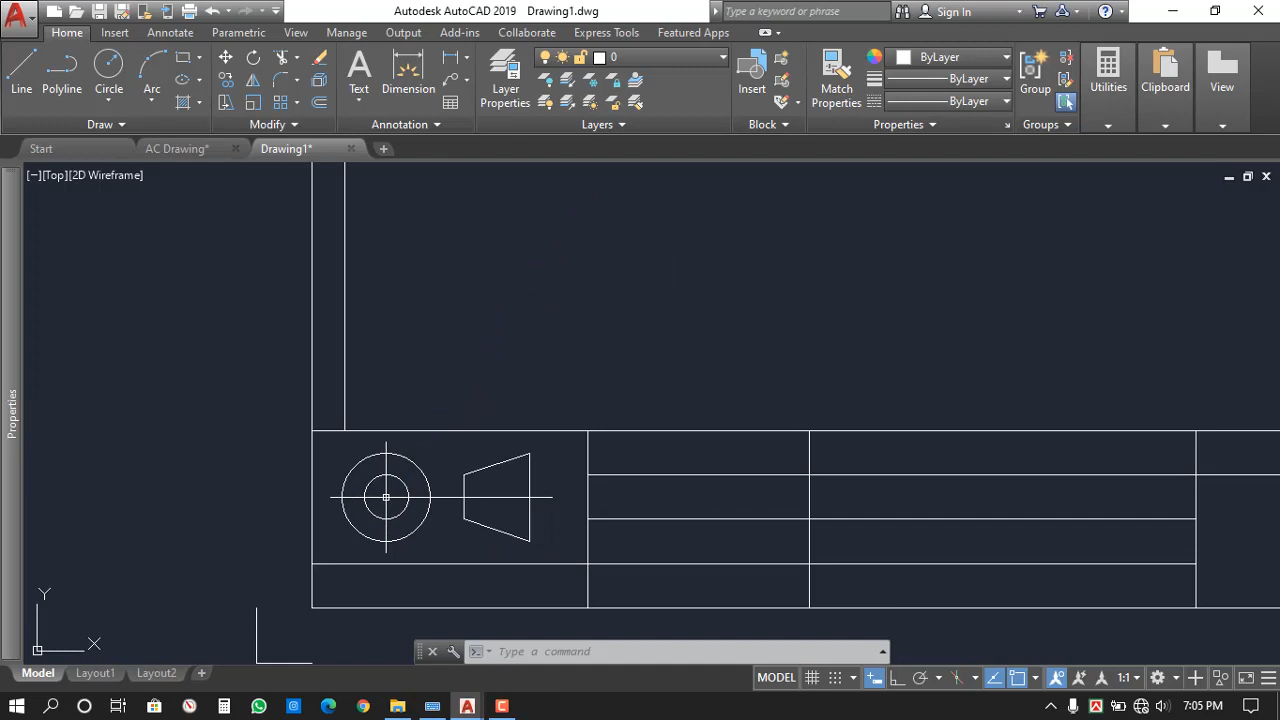 Autodesk AutoCAD 2019 Drawing1.dwg
Type a keyword or phrase
Sign In
Home Insert Annotate Parametric View Manage Output Add-ins Collaborate Express Tools Featured Apps
Line Polyline Circle Arc
Text Dimension
Layer Properties
0
Insert
Match Properties
ByLayer
ByLayer
ByLayer
Group
Utilities
Clipboard
View
Draw Modify Annotation Layers Block Properties Groups
Start AC Drawing* Drawing1*
[−][Top][2D Wireframe]
Properties
Y
X
Type a command
Model Layout1 Layout2
MODEL
1:1
7:05 PM